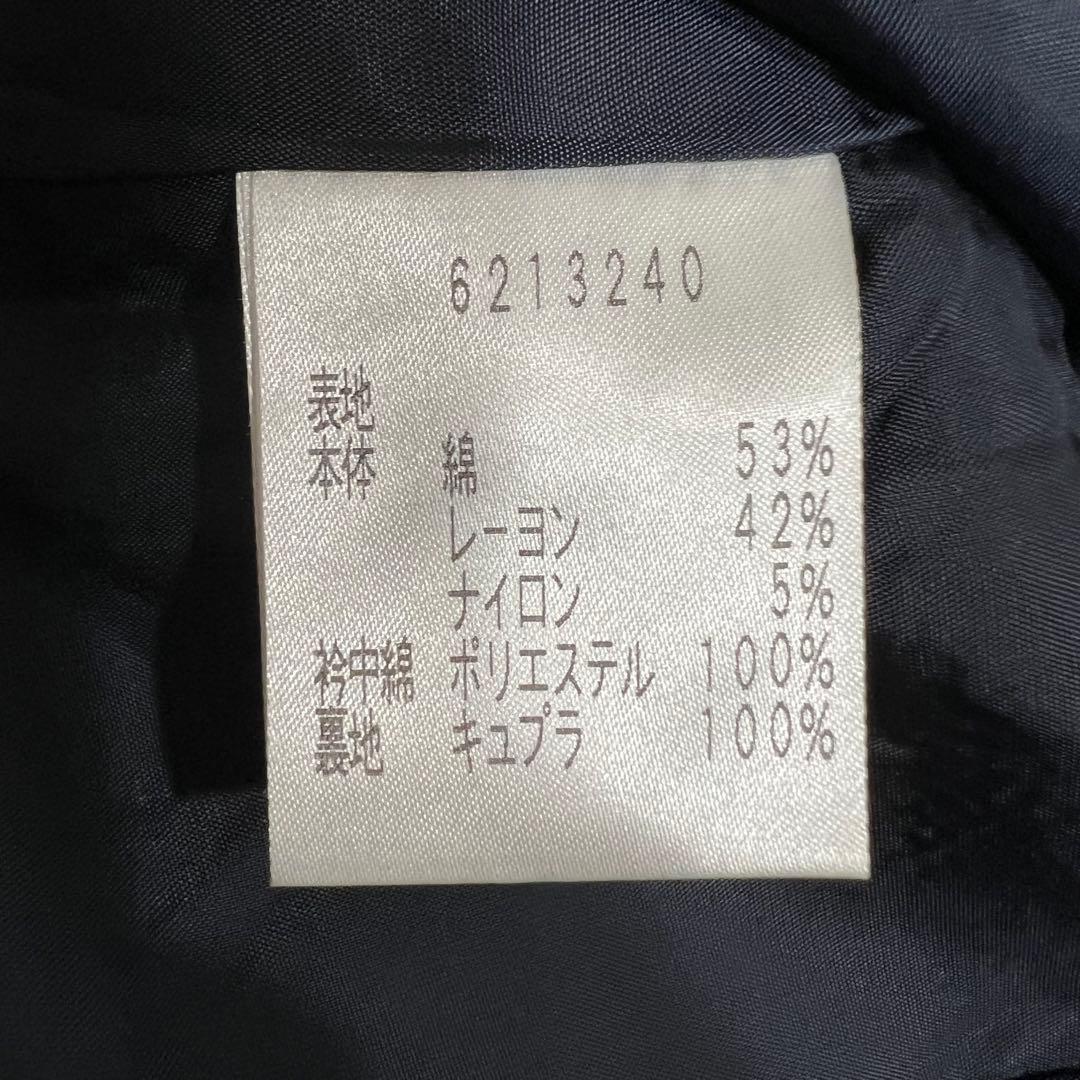 6213240
表地
本体 綿 53%
レーヨン 42%
ナイロン 5%
衿中綿 ポリエステル 100%
裏地 キュプラ 100%